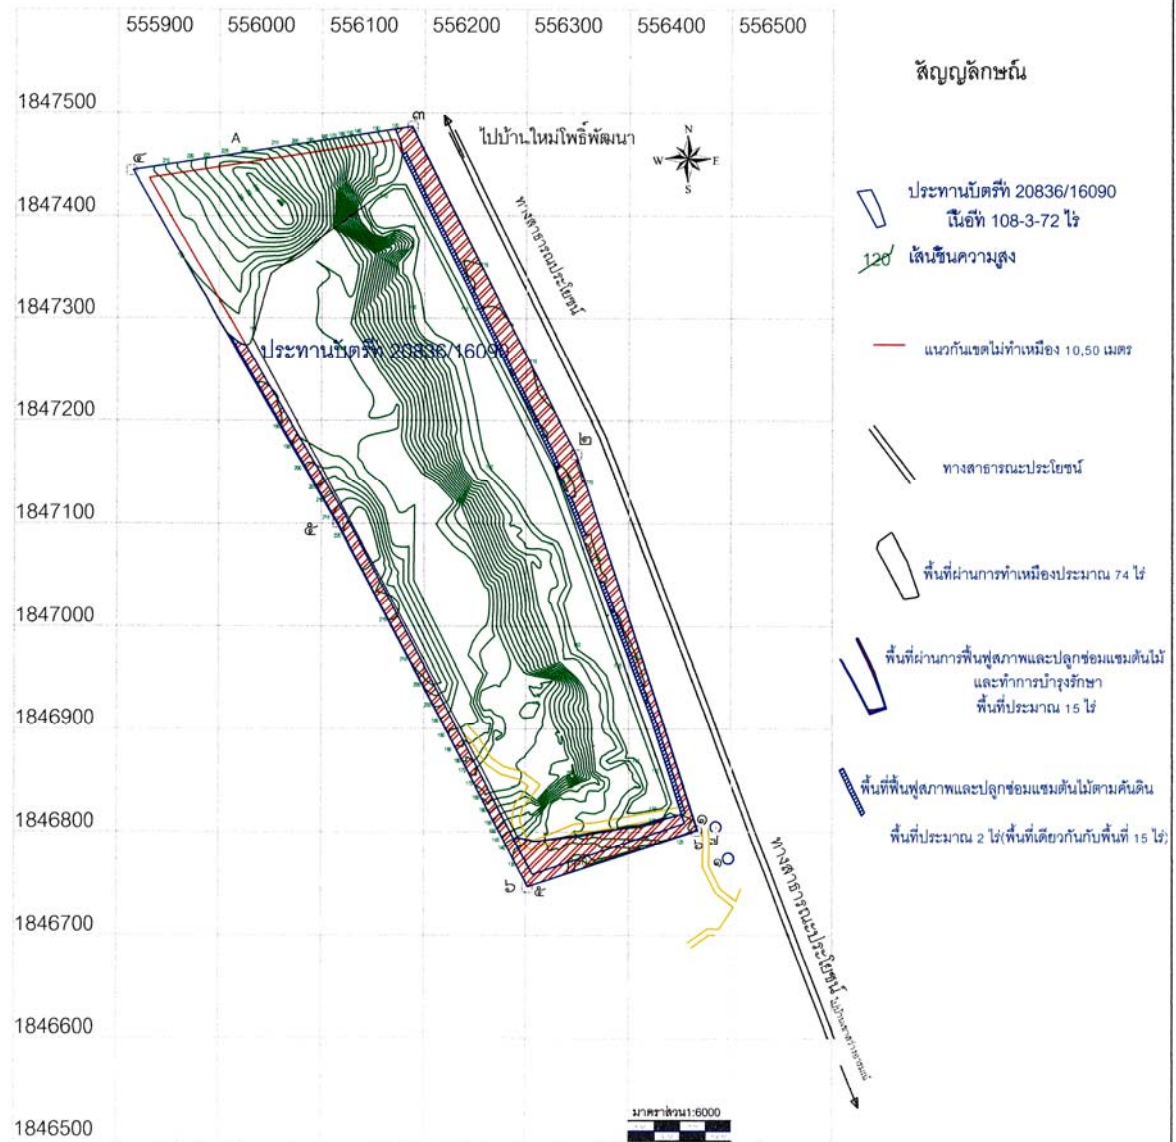 555900 556000 556100 556200 556300 556400 556500
สัญญลักษณ์
1847500
1847400
1847300
1847200
1847100
1847000
1846900
1846800
1846700
1846600
1846500
A
๔
๓
ไปบ้านใหม่โพธิ์พัฒนา
N
W E
S
ทางสาธารณประโยชน์
ประทานบัตรที่ 20836/16090
๒
๕
๖ ๕
๑
๖ ๗
๑
ทางสาธารณะประโยชน์
ประทานบัตรที่ 20836/16090
เนื้อที่ 108-3-72 ไร่
120 เส้นชั้นความสูง
แนวกันเขตไม่ทำเหมือง 10,50 เมตร
ทางสาธารณะประโยชน์
พื้นที่ผ่านการทำเหมืองประมาณ 74 ไร่
พื้นที่ผ่านการฟื้นฟูสภาพและปลูกซ่อมแซมต้นไม้
และทำการบำรุงรักษา
พื้นที่ประมาณ 15 ไร่
พื้นที่ฟื้นฟูสภาพและปลูกซ่อมแซมต้นไม้ตามคันดิน
พื้นที่ประมาณ 2 ไร่(พื้นที่เดียวกันกับพื้นที่ 15 ไร่)
มาตราส่วน1:6000